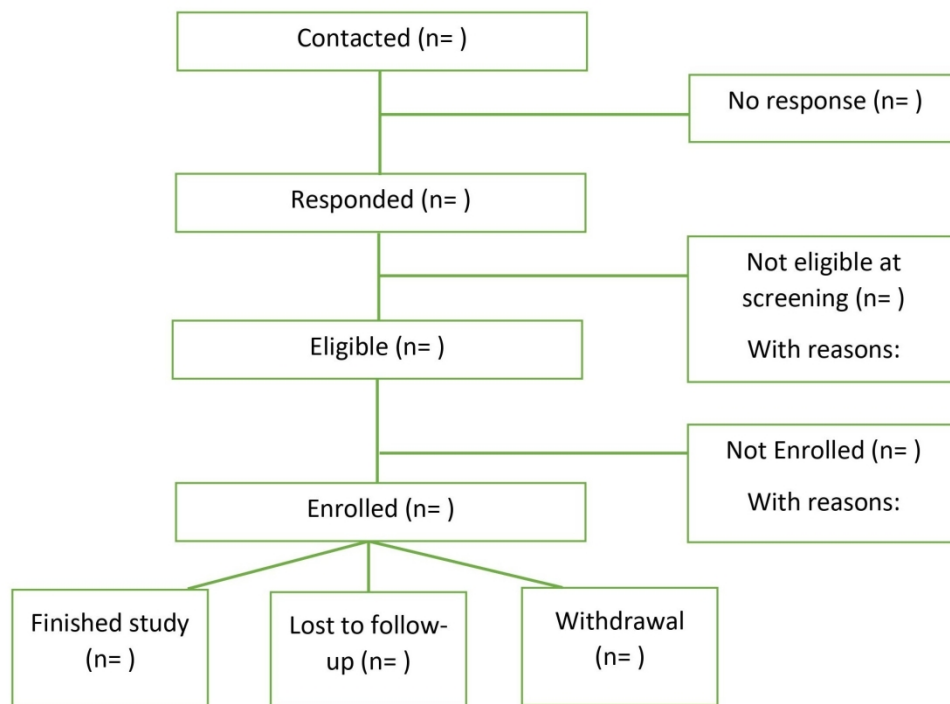 Contacted (n= )
No response (n= )
Responded (n= )
Not eligible at
screening (n= )
With reasons:
Eligible (n= )
Not Enrolled (n= )
With reasons:
Enrolled (n= )
Finished study
(n= )
Lost to follow-
up (n= )
Withdrawal
(n= )